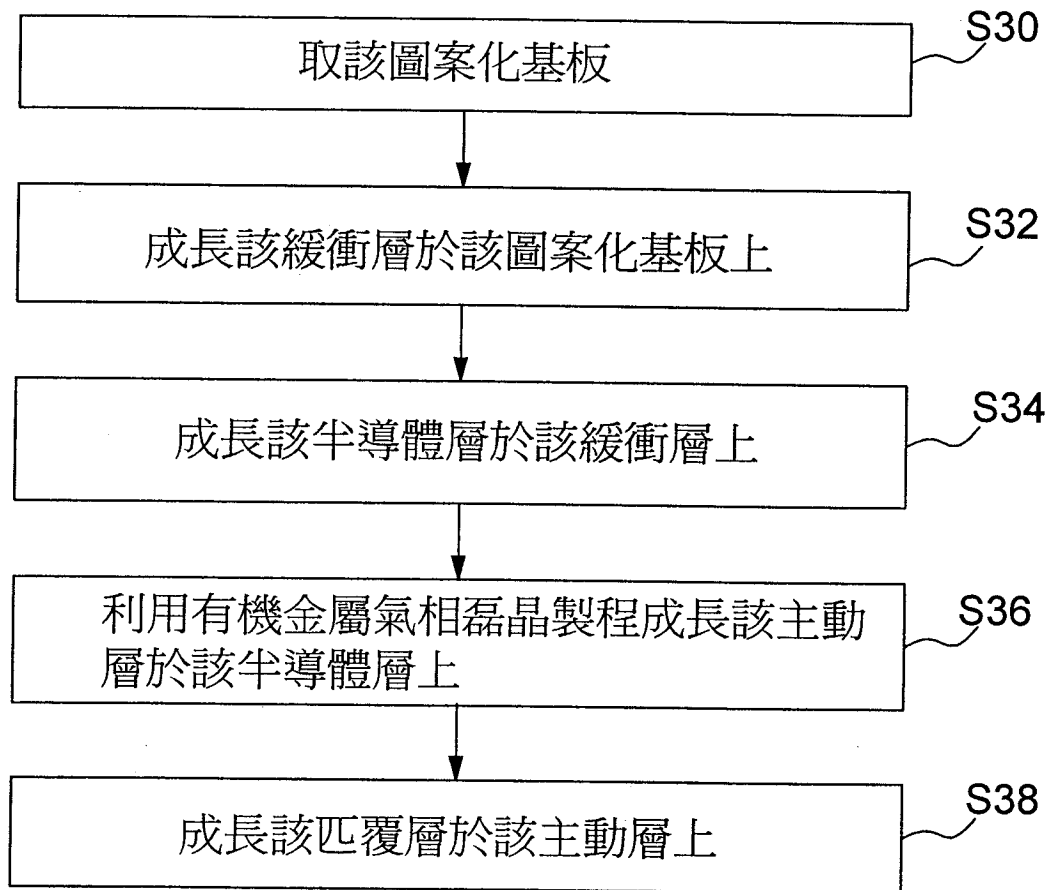 取該圖案化基板
S30
成長該緩衝層於該圖案化基板上
S32
成長該半導體層於該緩衝層上
S34
利用有機金屬氣相磊晶製程成長該主動
層於該半導體層上
S36
成長該匹覆層於該主動層上
S38